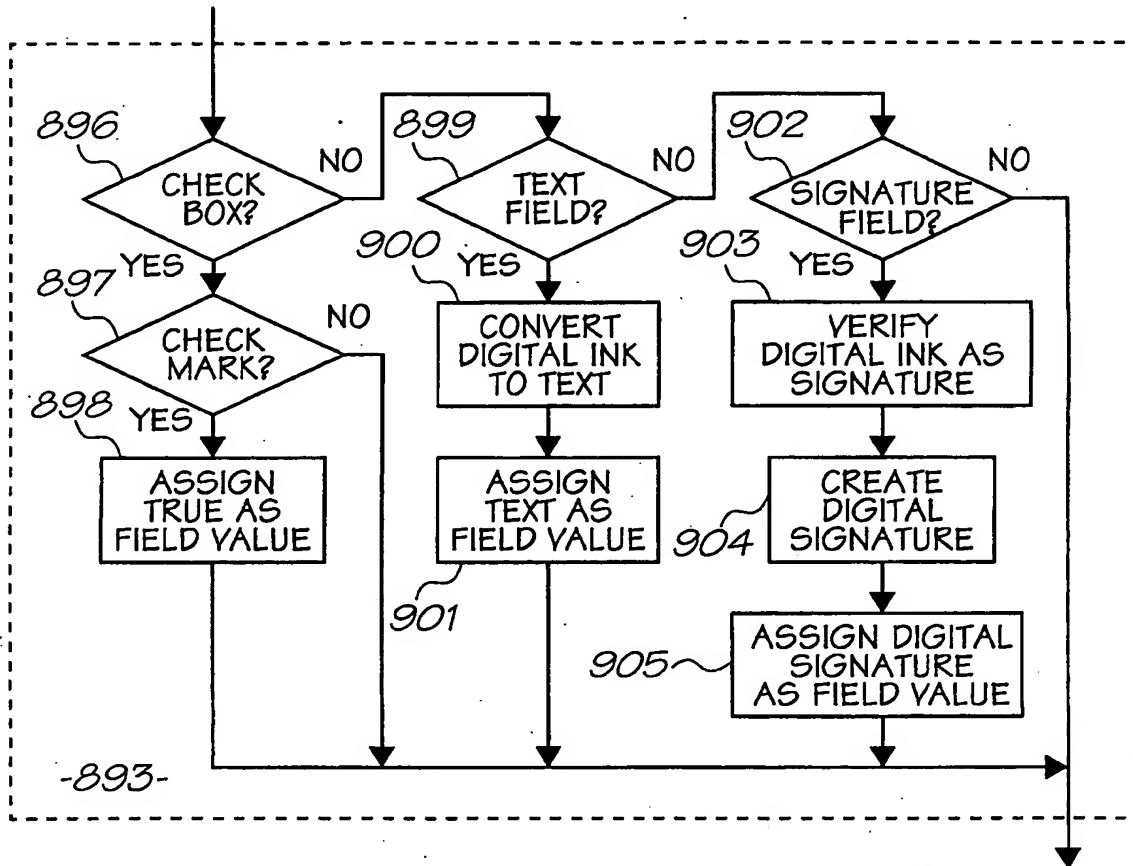 896
CHECK
BOX?
NO
YES
897
CHECK
MARK?
NO
YES
898
ASSIGN
TRUE AS
FIELD VALUE
899
TEXT
FIELD?
NO
YES
900
CONVERT
DIGITAL INK
TO TEXT
ASSIGN
TEXT AS
FIELD VALUE
901
902
SIGNATURE
FIELD?
NO
YES
903
VERIFY
DIGITAL INK AS
SIGNATURE
CREATE
DIGITAL
SIGNATURE
904
ASSIGN DIGITAL
SIGNATURE
AS FIELD VALUE
905
-893-